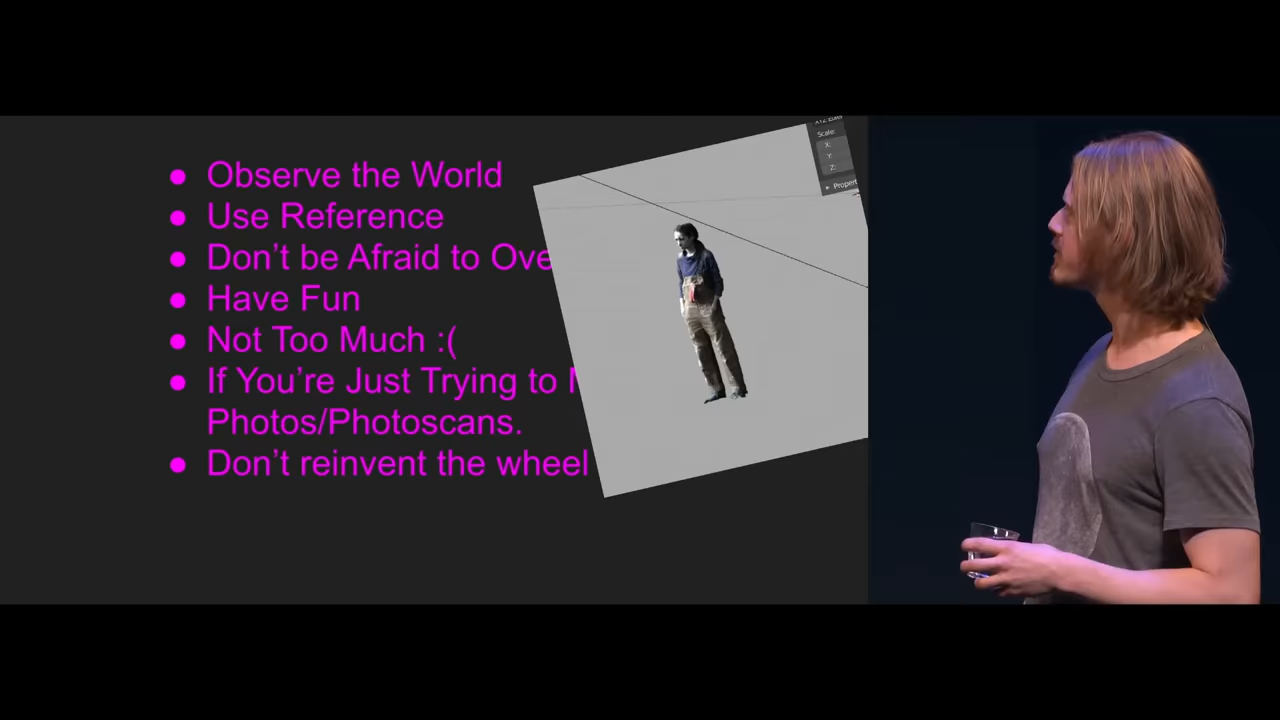 Observe the World
Use Reference
Don't be Afraid to Ove
Have Fun
Not Too Much :(
If You're Just Trying to
Photos/Photoscans.
Don't reinvent the wheel
Scale:
X:
Y:
Z:
Propert